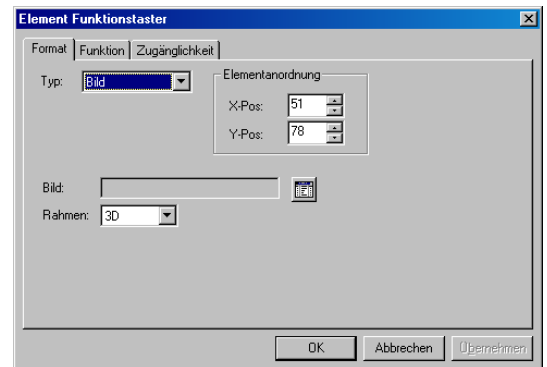 Element Funktionstaster
Format Funktion Zugänglichkeit
Typ: Bild
Elementanordnung
X-Pos: 51
Y-Pos: 78
Bild:
Rahmen: 3D
OK Abbrechen Übernehmen